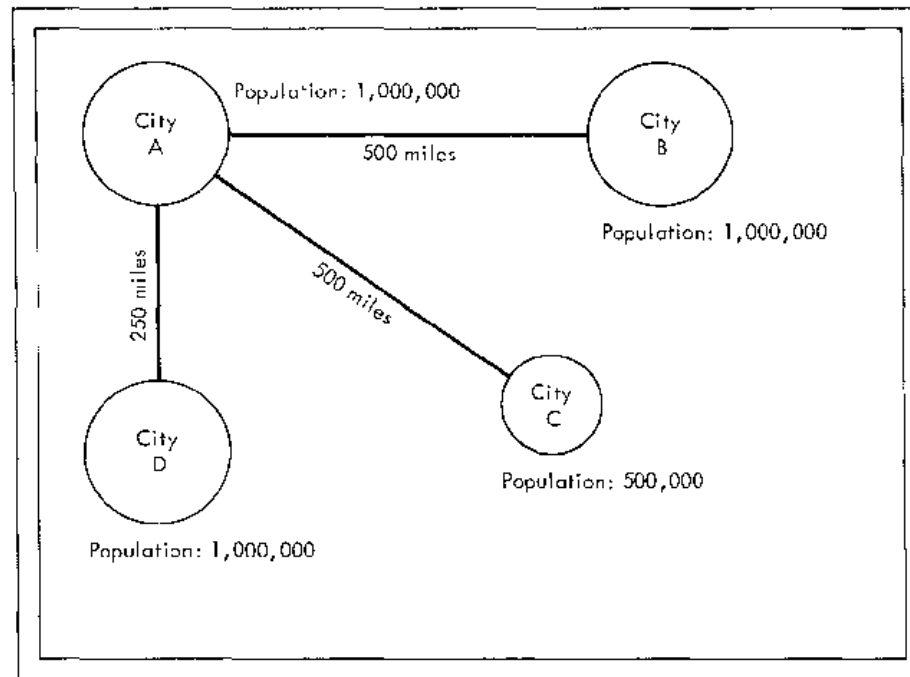 City
A
Population: 1,000,000
500 miles
City
B
Population: 1,000,000
500 miles
250 miles
City
C
Population: 500,000
City
D
Population: 1,000,000